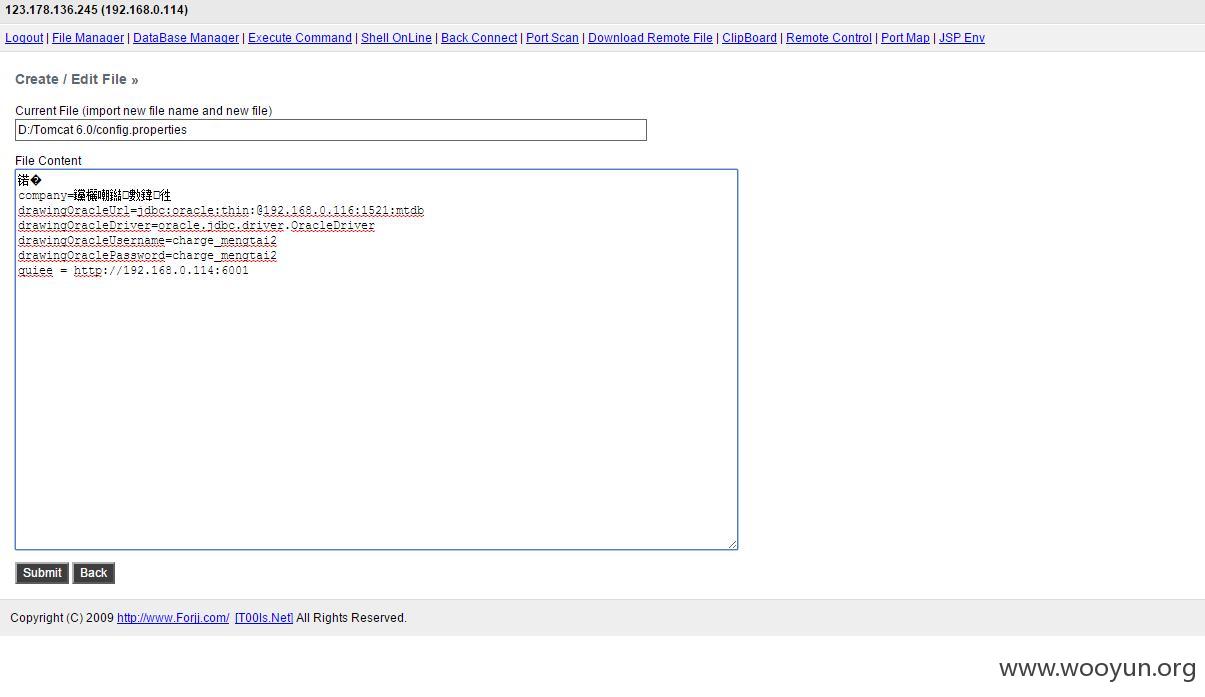 123.178.136.245 (192.168.0.114)
Logout | File Manager | DataBase Manager | Execute Command | Shell OnLine | Back Connect | Port Scan | Download Remote File | ClipBoard | Remote Control | Port Map | JSP Env
Create / Edit File »
Current File (import new file name and new file)
D:/Tomcat 6.0/config.properties
File Content
锘�
company=
drawingOracleUrl=jdbc:oracle:thin:@192.168.0.116:1521:mtdb
drawingOracleDriver=oracle.jdbc.driver.OracleDriver
drawingOracleUsername=charge_mengtai2
drawingOraclePassword=charge_mengtai2
guiee = http://192.168.0.114:6001
Submit Back
Copyright (C) 2009 http://www.Forjj.com/ [T00ls.Net] All Rights Reserved.
www.wooyun.org